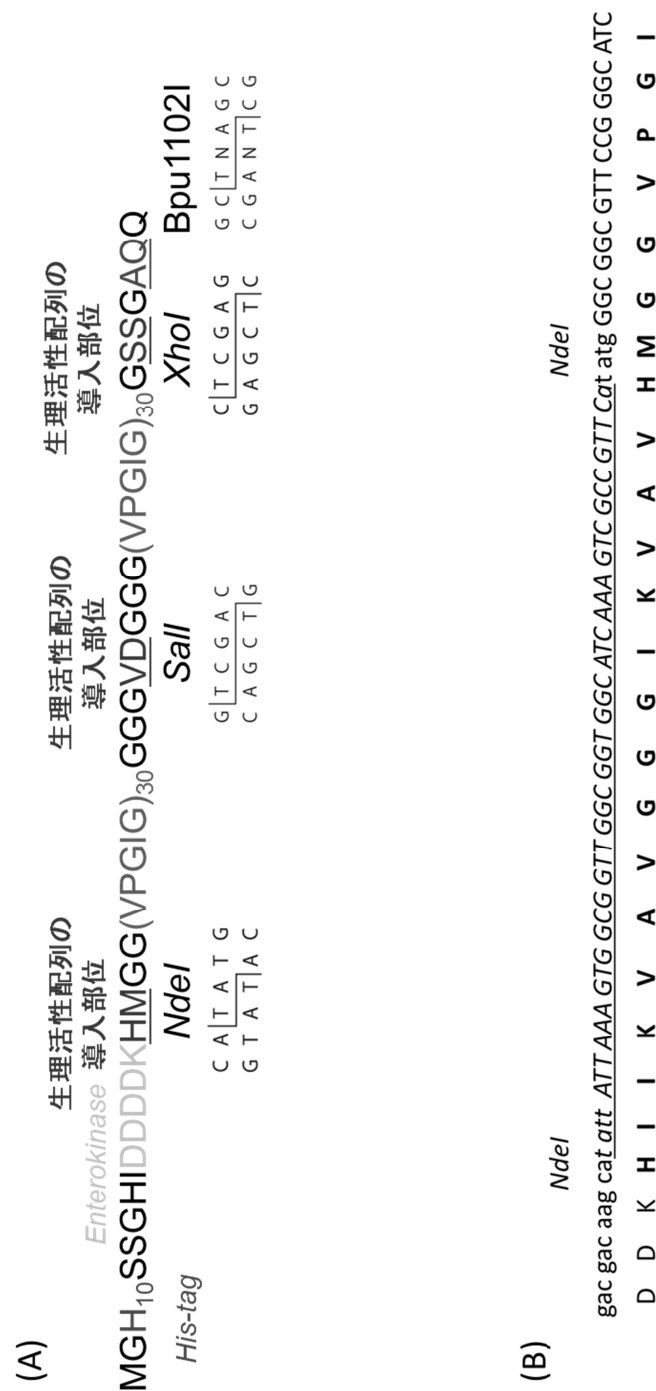 (A)
生理活性配列の 生理活性配列の 生理活性配列の
Enterokinase 導入部位 導入部位 導入部位
MGH10SSGHIDDDDKHMGG(VPGIG)30GGGVDGGG(VPGIG)30GSSGAQQ
His-tag NdeI SalI XhoI Bpu1102I
C A T A T G G T C G A C C T C G A G G C T N A G C
G T A T A C C A G C T G G A G C T C C G A N T C G
(B)
NdeI NdeI
gac gac aag cat att ATT AAA GTG GCG GTT GGC GGT GGC ATC AAA GTC GCC GTT Cat atg GGC GGC GTT CCG GGC ATC
D D K H I I K V A V G G G I K V A V H M G G V P G I